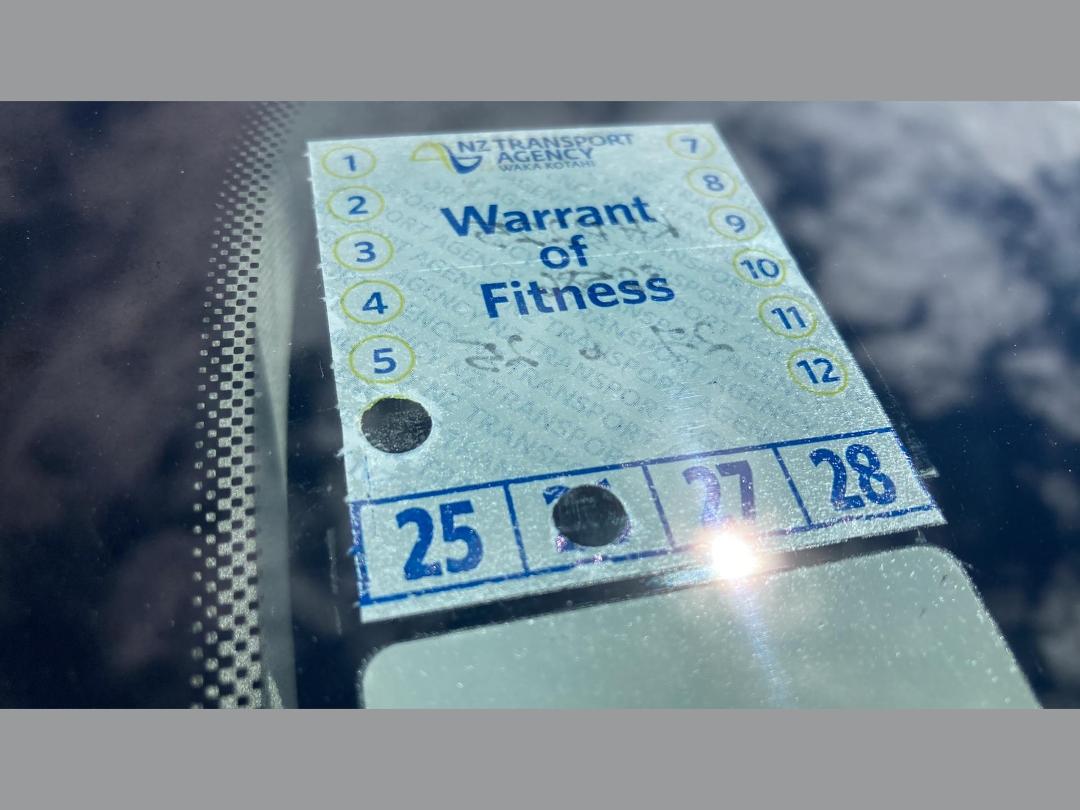 NZ TRANSPORT
AGENCY
WAKA KOTAHI
1
2
3
4
5
7
8
9
10
11
12
Warrant
of
Fitness
25
27
28